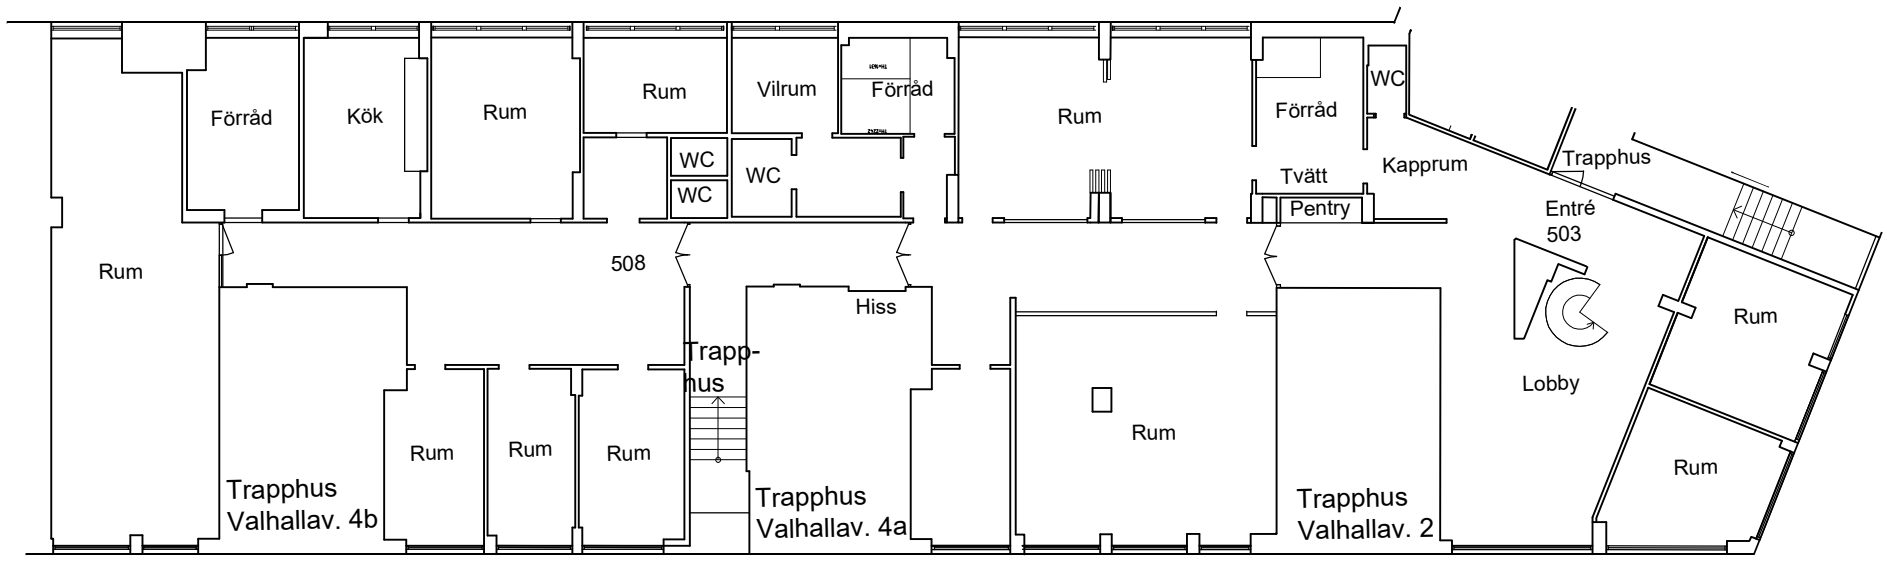 WC
Vilrum
Rum
Förråd
Förråd
Kök
Rum
Rum
Förråd
WC
Trapphus
Kapprum
WC
WC
Tvätt
WC
Pentry
Entré
503
Rum
508
Hiss
Rum
Trapp-
hus
Lobby
Rum
Rum
Rum
Rum
Rum
Rum
Trapphus
Valhallav. 4b
Trapphus
Valhallav. 4a
Trapphus
Valhallav. 2